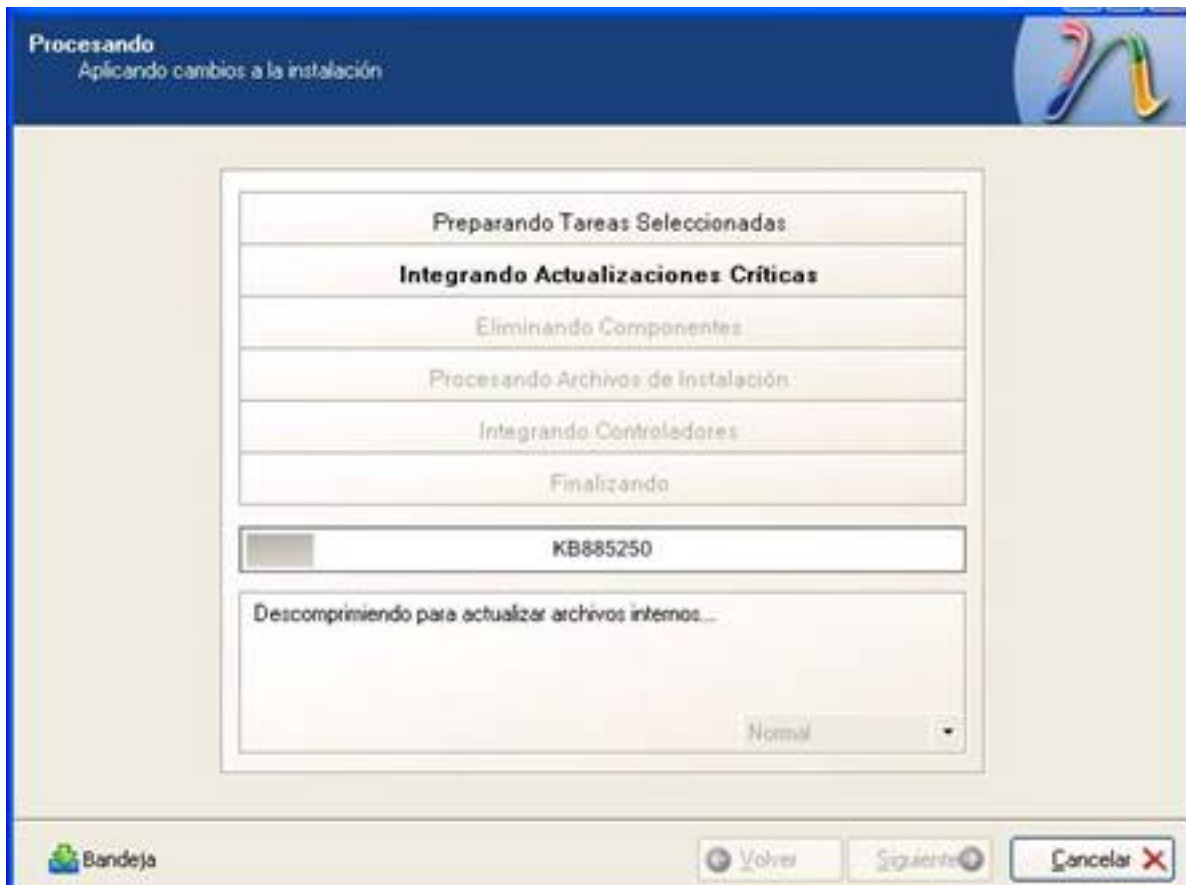 Procesando
Aplicando cambios a la instalación
Preparando Tareas Seleccionadas
Integrando Actualizaciones Críticas
Eliminando Componentes
Procesando Archivos de Instalación
Integrando Controladores
Finalizando
KB885250
Descomprimiendo para actualizar archivos internos...
Normal
Bandeja
Volver
Siguiente
Cancelar